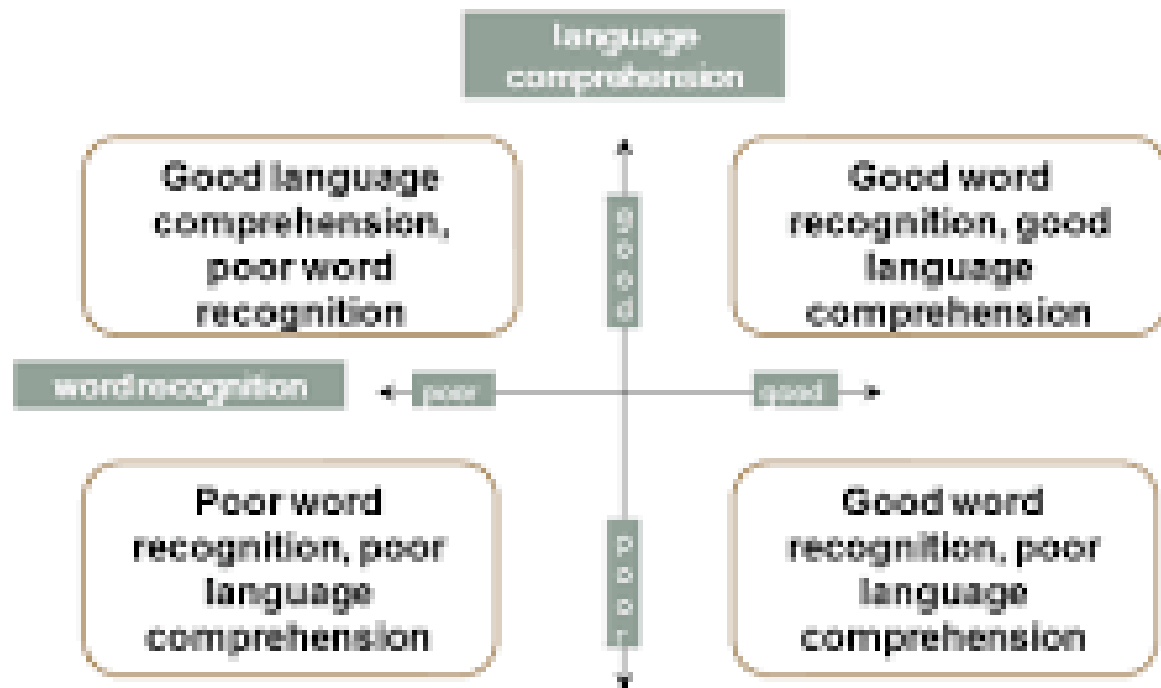 language
comprehension
Good language
comprehension,
poor word
recognition
good
Good word
recognition, good
language
comprehension
word recognition
poor
good
Poor word
recognition, poor
language
comprehension
poor
Good word
recognition, poor
language
comprehension